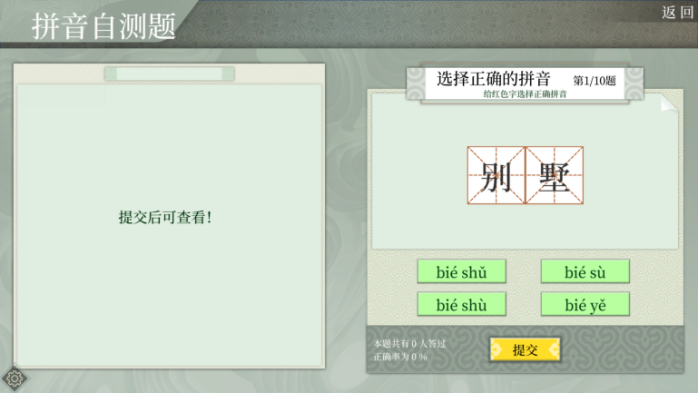 拼音自测题
返回
提交后可查看!
选择正确的拼音 第1/10题
给红色字选择正确拼音
别墅
bié shǔ
bié sù
bié shù
bié yě
本题共有0人答过
正确率为0%
提交